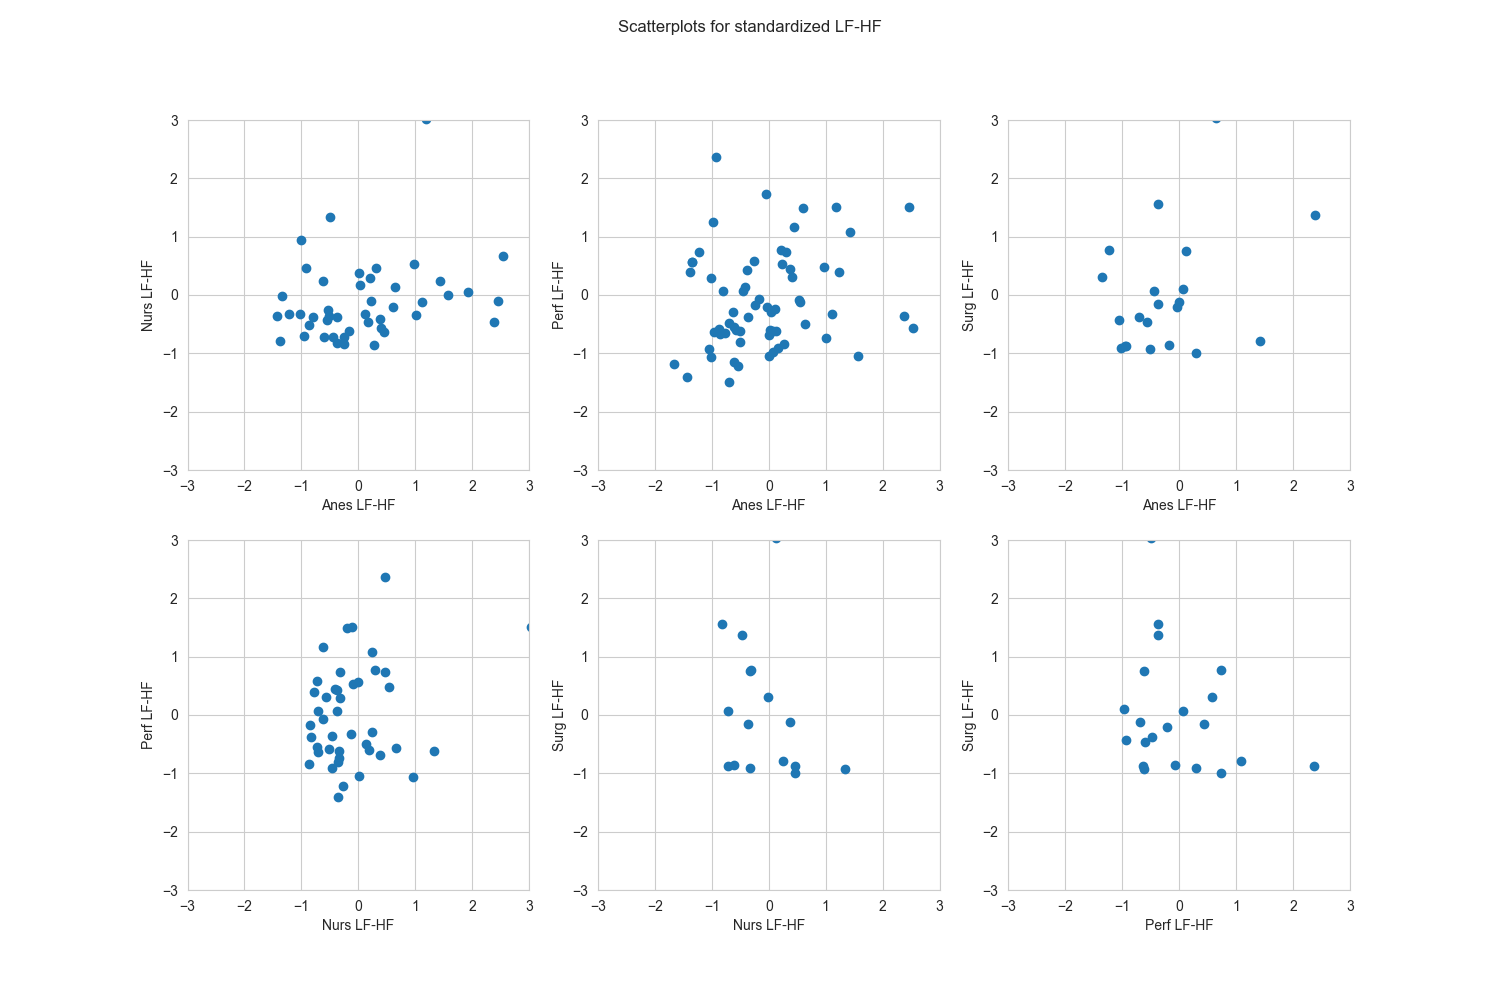 Scatterplots for standardized LF-HF
3
2
1
0
−1
−2
−3
Nurs LF-HF
−3 −2 −1 0 1 2 3
Anes LF-HF
3
2
1
0
−1
−2
−3
Perf LF-HF
−3 −2 −1 0 1 2 3
Anes LF-HF
3
2
1
0
−1
−2
−3
Surg LF-HF
−3 −2 −1 0 1 2 3
Anes LF-HF
3
2
1
0
−1
−2
−3
Perf LF-HF
−3 −2 −1 0 1 2 3
Nurs LF-HF
3
2
1
0
−1
−2
−3
Surg LF-HF
−3 −2 −1 0 1 2 3
Nurs LF-HF
3
2
1
0
−1
−2
−3
Surg LF-HF
−3 −2 −1 0 1 2 3
Perf LF-HF